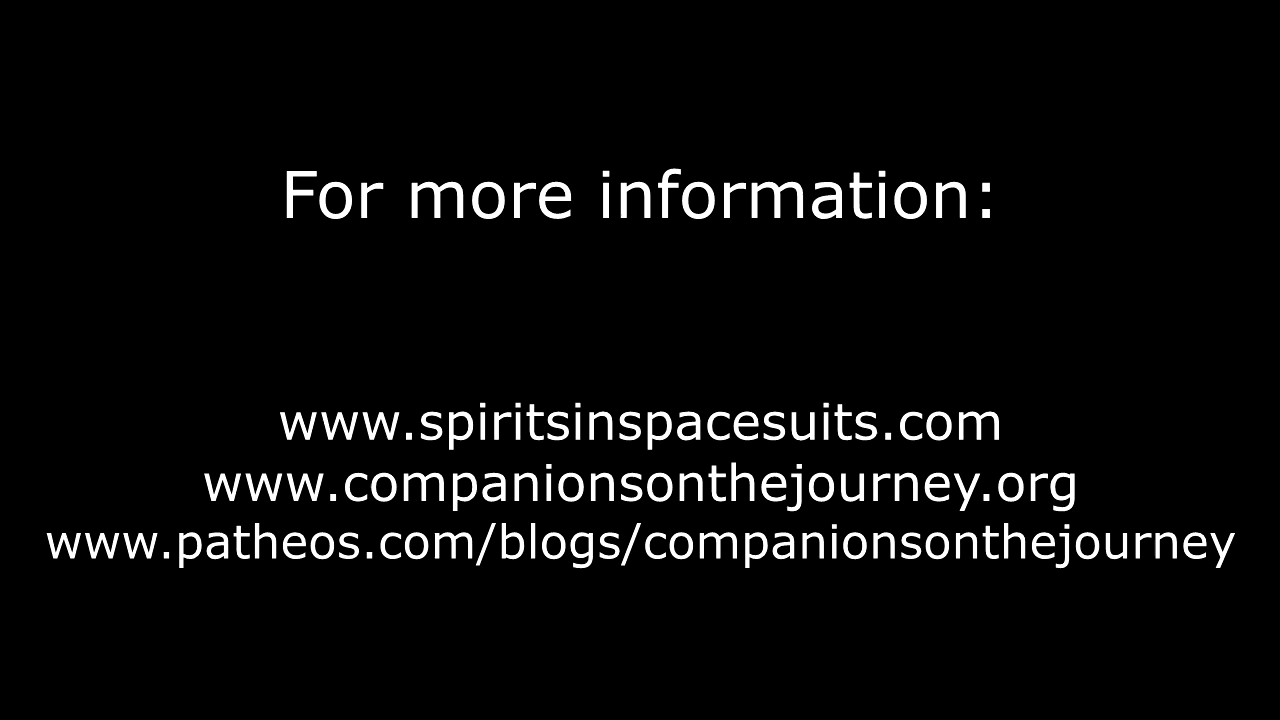 For more information:
www.spiritsinspacesuits.com
www.companionsonthejourney.org
www.patheos.com/blogs/companionsonthejourney